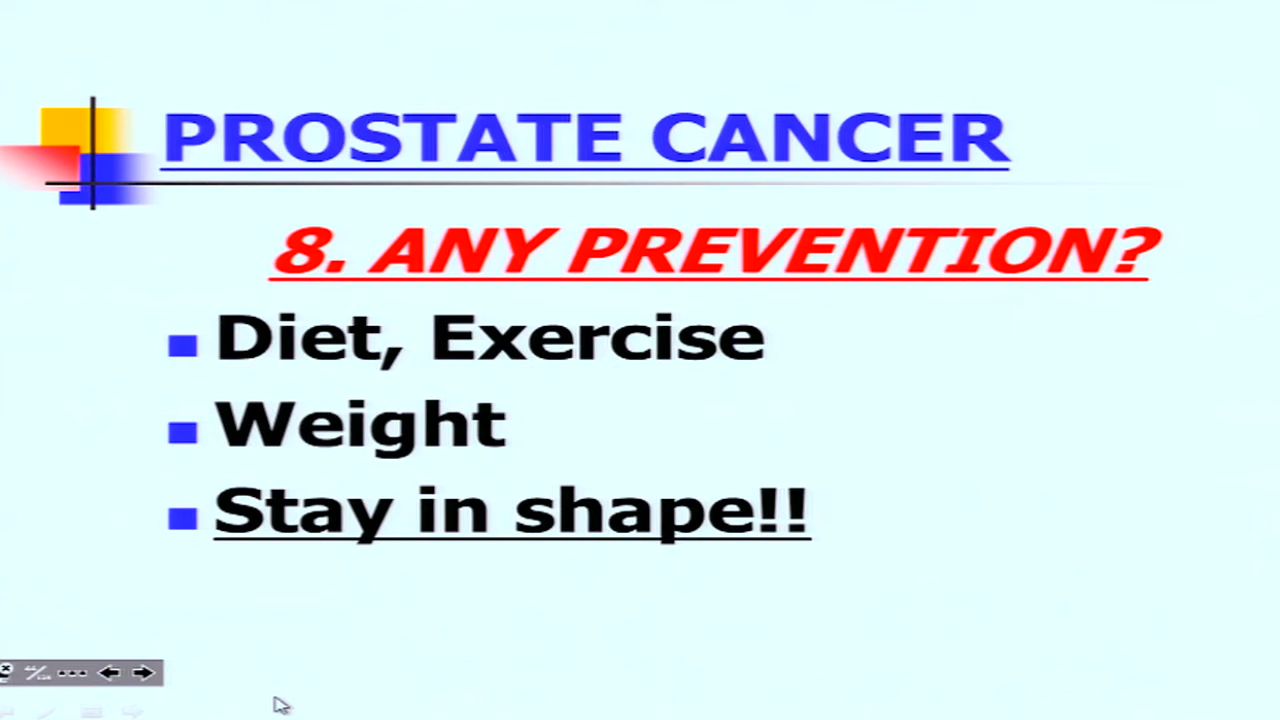 PROSTATE CANCER
8. ANY PREVENTION?
Diet, Exercise
Weight
Stay in shape!!